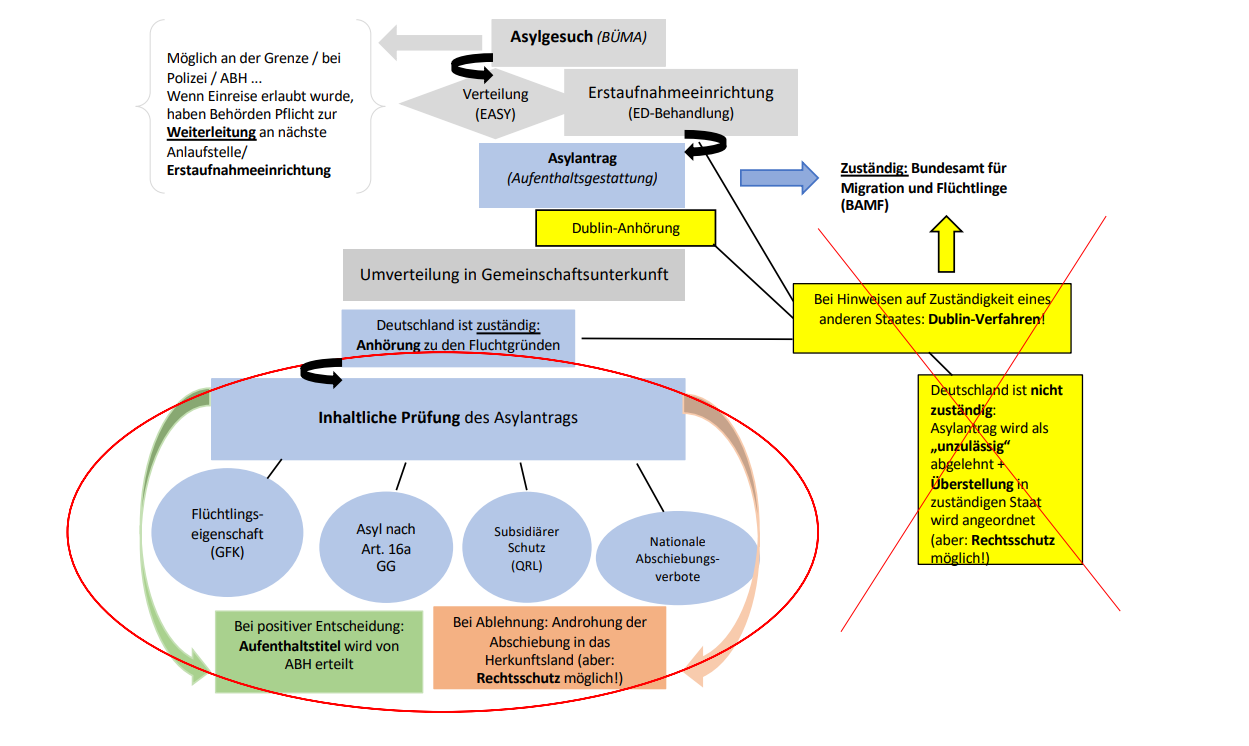 Asylgesuch (BÜMA)
Möglich an der Grenze / bei
Polizei / ABH ...
Wenn Einreise erlaubt wurde,
haben Behörden Pflicht zur
Weiterleitung an nächste
Anlaufstelle/
Erstaufnahmeeinrichtung
Verteilung
(EASY)
Erstaufnahmeeinrichtung
(ED-Behandlung)
Asylantrag
(Aufenthaltsgestattung)
Zuständig: Bundesamt für
Migration und Flüchtlinge
(BAMF)
Dublin-Anhörung
Umverteilung in Gemeinschaftsunterkunft
Bei Hinweisen auf Zuständigkeit eines
anderen Staates: Dublin-Verfahren!
Deutschland ist zuständig:
Anhörung zu den Fluchtgründen
Deutschland ist nicht
zuständig:
Asylantrag wird als
„unzulässig“
abgelehnt +
Überstellung in
zuständigen Staat
wird angeordnet
(aber: Rechtsschutz
möglich!)
Inhaltliche Prüfung des Asylantrags
Flüchtlings-
eigenschaft
(GFK)
Asyl nach
Art. 16a
GG
Subsidiärer
Schutz
(QRL)
Nationale
Abschiebungs-
verbote
Bei positiver Entscheidung:
Aufenthaltstitel wird von
ABH erteilt
Bei Ablehnung: Androhung der
Abschiebung in das
Herkunftsland (aber:
Rechtsschutz möglich!)